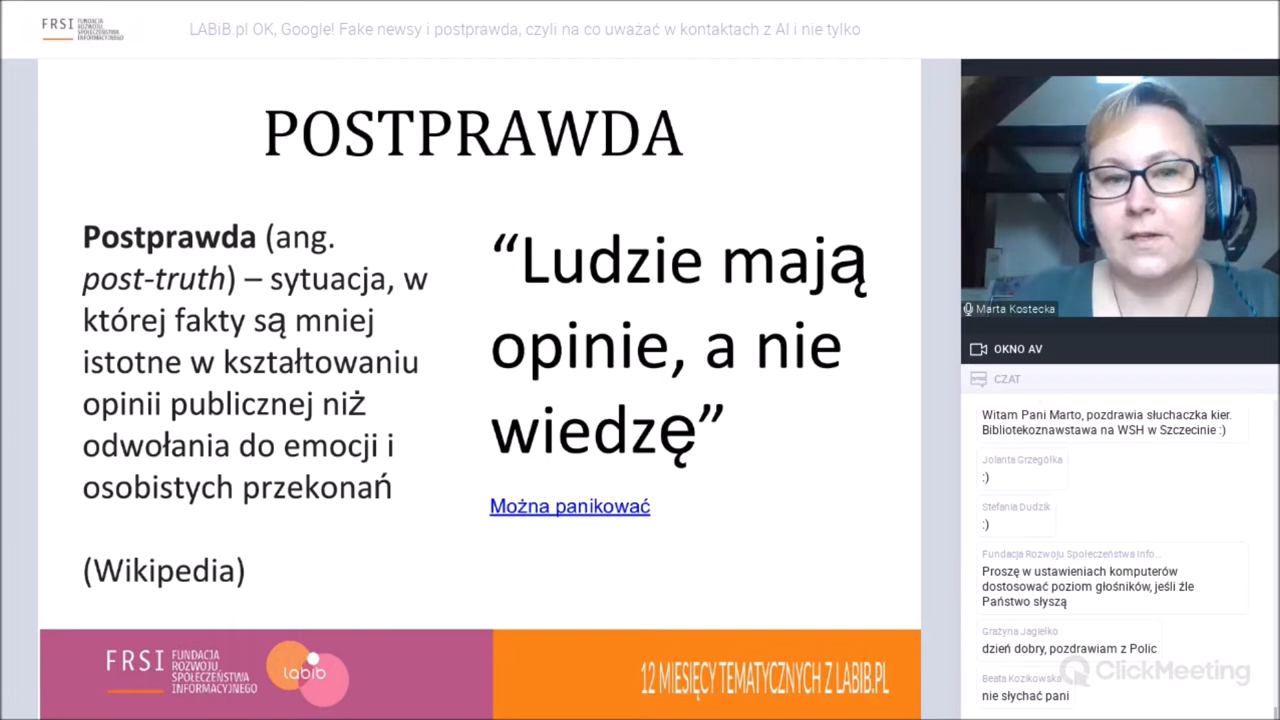 FRSI
FUNDACJA
ROZWOJU
SPOŁECZEŃSTWA
INFORMACYJNEGO
LABiB.pl OK, Google! Fake newsy i postprawda, czyli na co uważać w kontaktach z AI i nie tylko
POSTPRAWDA
Postprawda (ang.
post-truth) – sytuacja, w
której fakty są mniej
istotne w kształtowaniu
opinii publicznej niż
odwołania do emocji i
osobistych przekonań
(Wikipedia)
“Ludzie mają
opinie, a nie
wiedzę”
Można panikować
FRSI
FUNDACJA
ROZWOJU
SPOŁECZEŃSTWA
INFORMACYJNEGO
labib
12 MIESIĘCY TEMATYCZNYCH Z LABIB.PL
Marta Kostecka
OKNO AV
CZAT
Witam Pani Marto, pozdrawia słuchaczka kier.
Bibliotekoznawstawa na WSH w Szczecinie :)
Jolanta Grzegółka
:)
Stefania Dudzik
:)
Fundacja Rozwoju Społeczeństwa Info...
Proszę w ustawieniach komputerów
dostosować poziom głośników, jeśli źle
Państwo słyszą
Grażyna Jagiełko
dzień dobry, pozdrawiam z Polic
Beata Kozikowska
nie słychać pani
ClickMeeting